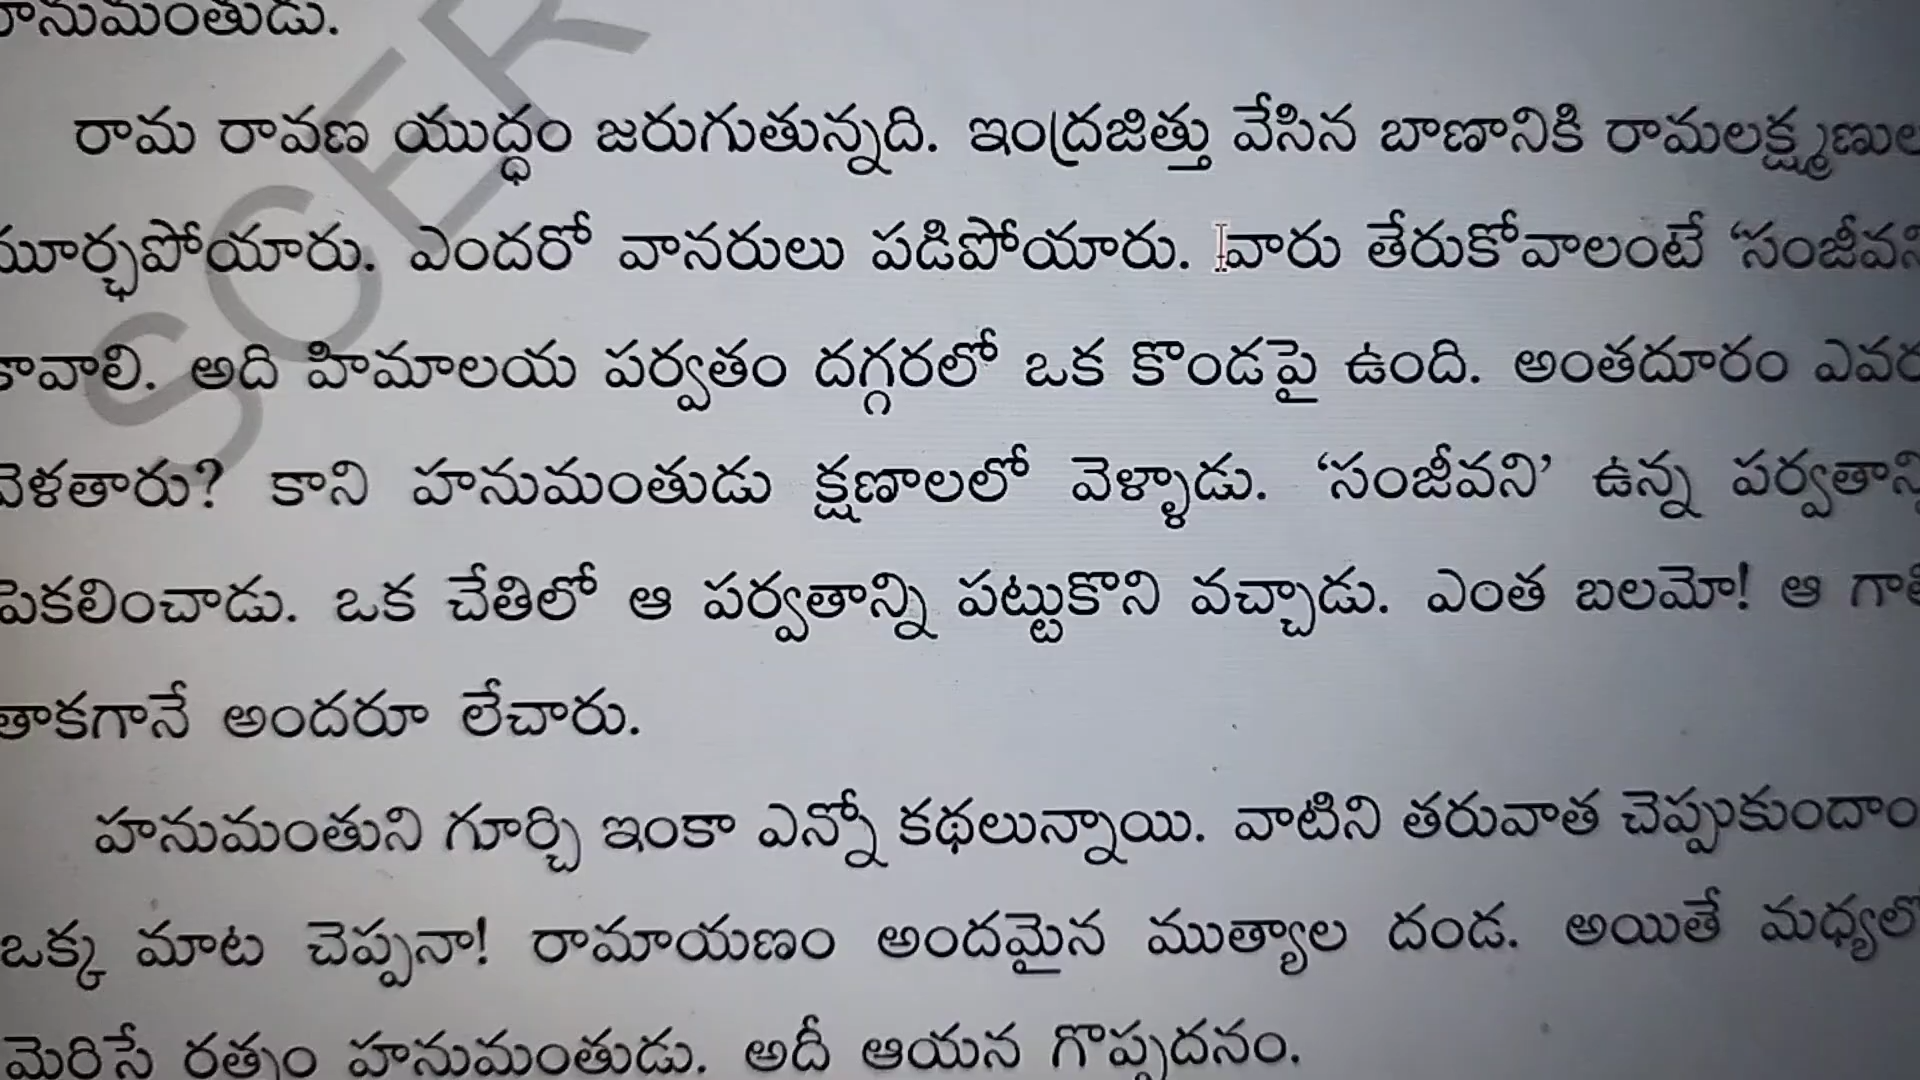 హనుమంతుడు.
రామ రావణ యుద్ధం జరుగుతున్నది. ఇంద్రజిత్తు వేసిన బాణానికి రామలక్ష్మణుల
మూర్ఛపోయారు. ఎందరో వానరులు పడిపోయారు. వారు తేరుకోవాలంటే ‘సంజీవని
కావాలి. అది హిమాలయ పర్వతం దగ్గరలో ఒక కొండపై ఉంది. అంతదూరం ఎవర
వెళతారు? కాని హనుమంతుడు క్షణాలలో వెళ్ళాడు. ‘సంజీవని’ ఉన్న పర్వతాన్ని
పెకలించాడు. ఒక చేతిలో ఆ పర్వతాన్ని పట్టుకొని వచ్చాడు. ఎంత బలమో! ఆ గాలి
తాకగానే అందరూ లేచారు.
హనుమంతుని గూర్చి ఇంకా ఎన్నో కథలున్నాయి. వాటిని తరువాత చెప్పుకుందాం
ఒక్క మాట చెప్పనా! రామాయణం అందమైన ముత్యాల దండ. అయితే మధ్యలో
మెరిసే రత్నం హనుమంతుడు. అదీ ఆయన గొప్పదనం.
SCER